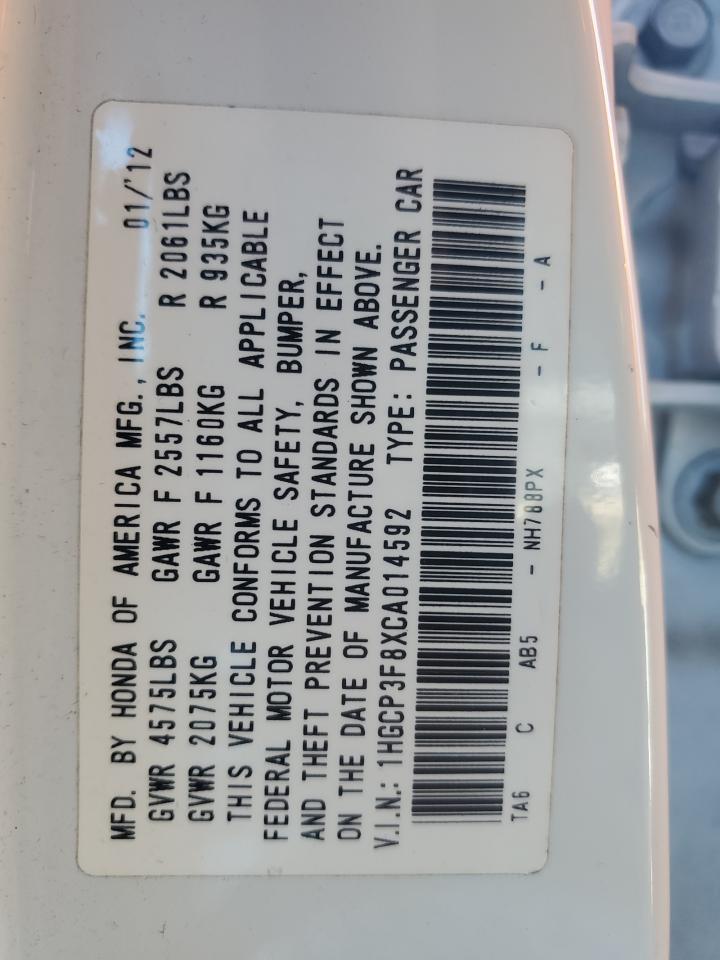 MFD. BY HONDA OF AMERICA MFG., INC. 01/'12
GVWR 4575LBS GAWR F 2557LBS R 2061LBS
GVWR 2075KG GAWR F 1160KG R 935KG
THIS VEHICLE CONFORMS TO ALL APPLICABLE
FEDERAL MOTOR VEHICLE SAFETY, BUMPER,
AND THEFT PREVENTION STANDARDS IN EFFECT
ON THE DATE OF MANUFACTURE SHOWN ABOVE.
V.I.N.: 1HGCP3F8XCA014592 TYPE: PASSENGER CAR
TA6 C AB5 - NH788PX - F - A